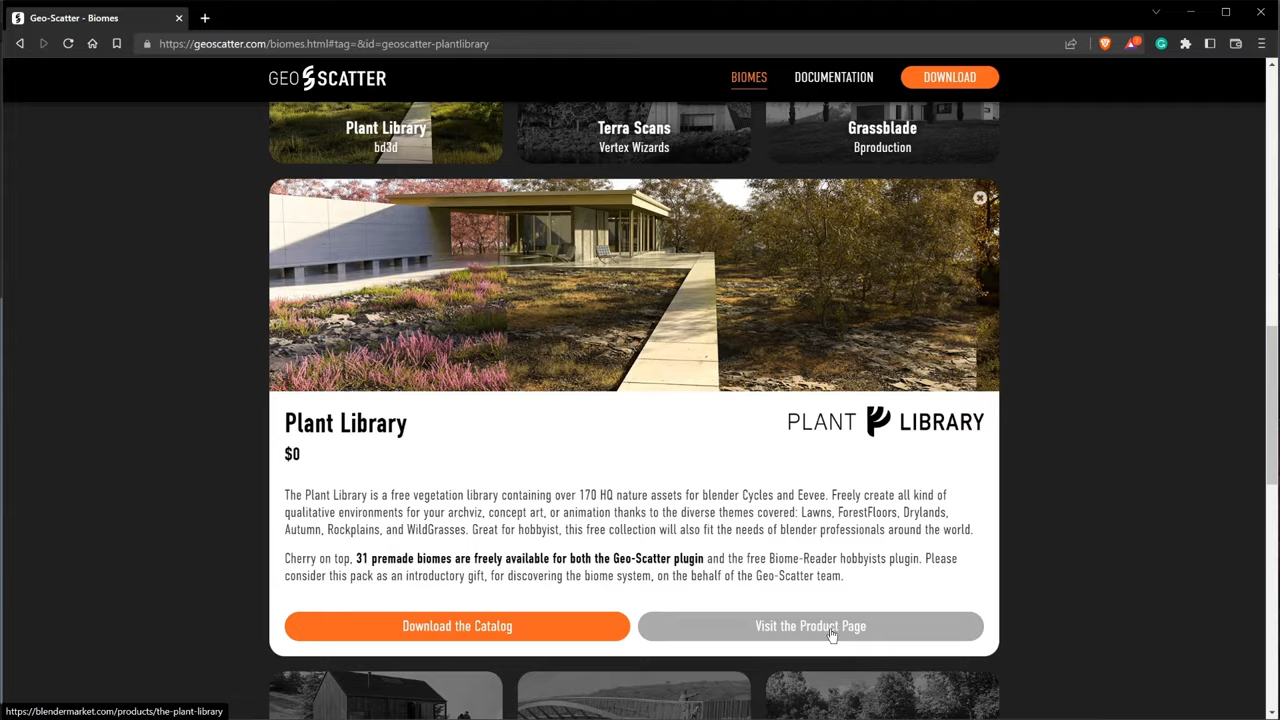 Geo-Scatter - Biomes
https://geoscatter.com/biomes.html#tag=&id=geoscatter-plantlibrary
GEO SCATTER
BIOMES
DOCUMENTATION
DOWNLOAD
Plant Library
bd3d
Terra Scans
Vertex Wizards
Grassblade
Bproduction
Plant Library
PLANT LIBRARY
$0
The Plant Library is a free vegetation library containing over 170 HQ nature assets for blender Cycles and Eevee. Freely create all kind of
qualitative environments for your archviz, concept art, or animation thanks to the diverse themes covered: Lawns, ForestFloors, Drylands,
Autumn, Rockplains, and WildGrasses. Great for hobbyist, this free collection will also fit the needs of blender professionals around the world.
Cherry on top, 31 premade biomes are freely available for both the Geo-Scatter plugin and the free Biome-Reader hobbyists plugin. Please
consider this pack as an introductory gift, for discovering the biome system, on the behalf of the Geo-Scatter team.
Download the Catalog
Visit the Product Page
https://blendermarket.com/products/the-plant-library